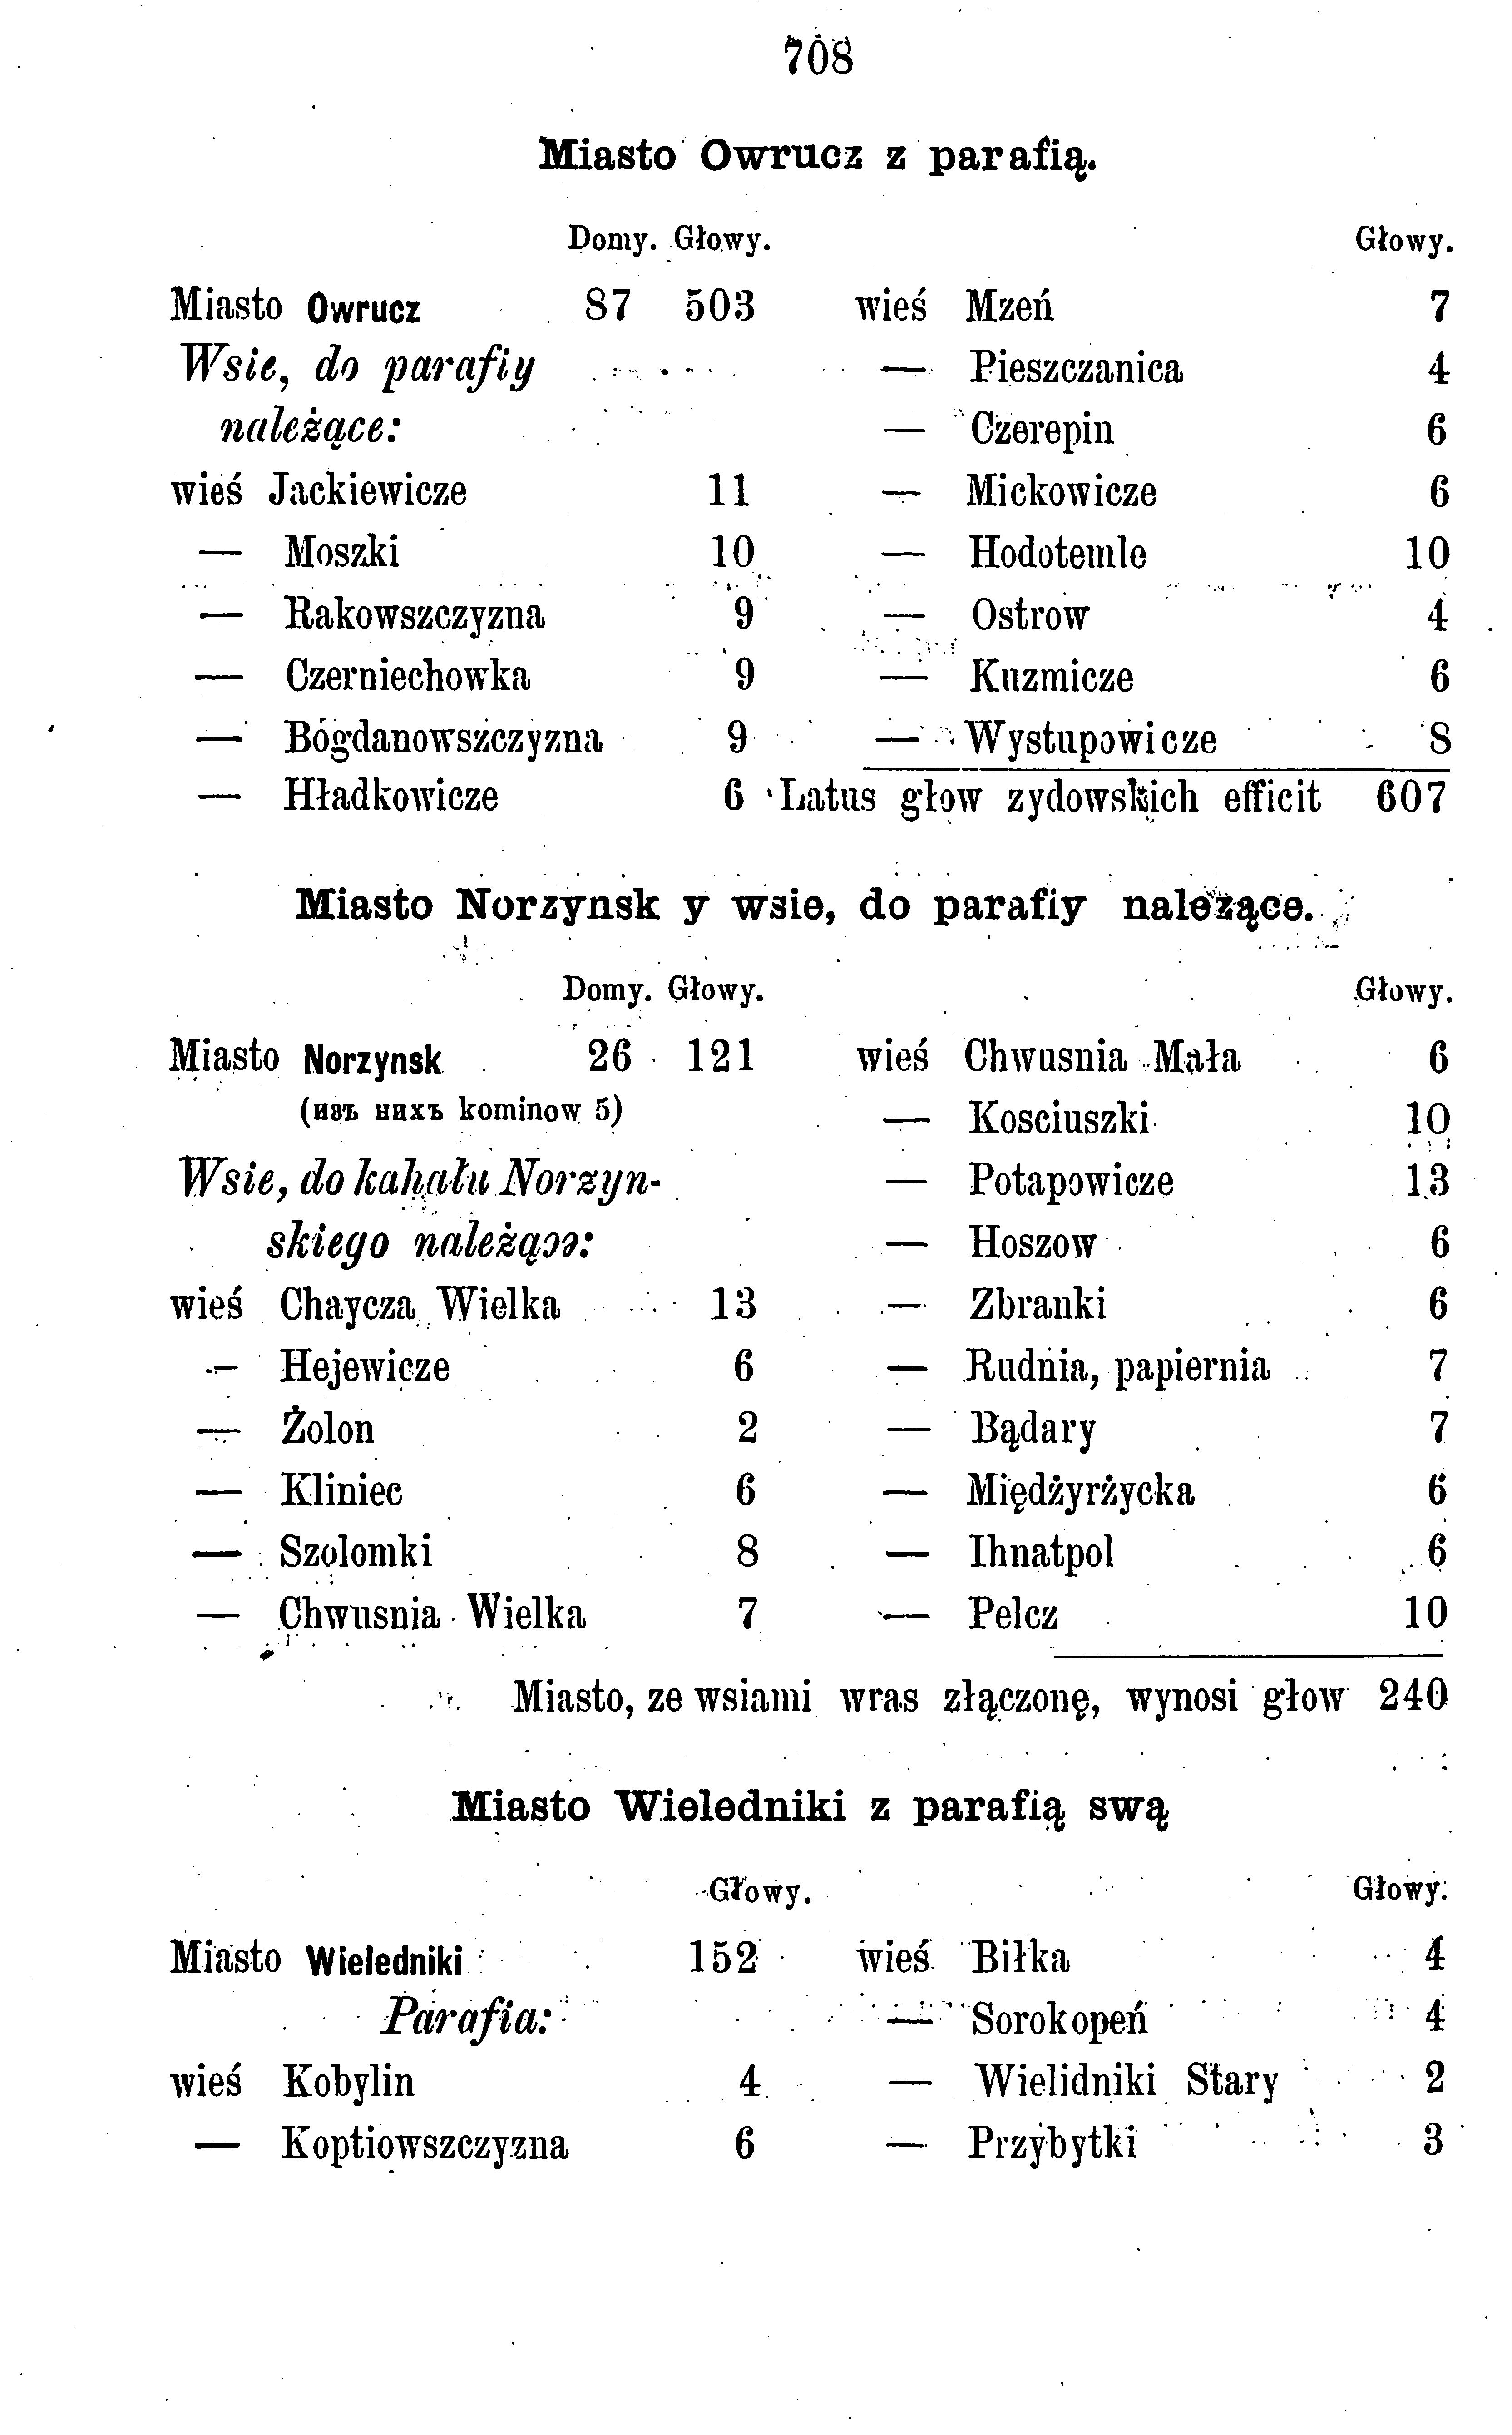 708
Miasto Owrucz z parafią.
Domy. Głowy.
Miasto Owrucz 87 503
Wsie, do parafiy
należące:
wieś Jackiewicze 11
— Moszki 10
— Rakowszczyzna 9
— Czerniechowka 9
— Bogdanowszczyzna 9
— Hładkowicze 6
Głowy.
wieś Mzeń 7
— Pieszczanica 4
— Czerepin 6
— Mickowicze 6
— Hodotemle 10
— Ostrow 4
— Kuzmicze 6
— Wystupowicze 8
Latus głow zydowskich efficit 607
Miasto Norzynsk y wsie, do parafiy należące.
Domy. Głowy.
Miasto Norzynsk 26 121
(изъ нихъ kominow 5)
Wsie, do kahału Norzyn-
skiego należące:
wieś Chaycza Wielka 13
— Hejewicze 6
— Żolon 2
— Kliniec 6
— Szolomki 8
— Chwusnia Wielka 7
Głowy.
wieś Chwusnia Mała 6
— Kosciuszki 10
— Potapowicze 13
— Hoszow 6
— Zbranki 6
— Rudnia, papiernia 7
— Bądary 7
— Międżyrżycka 6
— Ihnatpol 6
— Pelcz 10
Miasto, ze wsiami wras złączonę, wynosi głow 240
Miasto Wieledniki z parafią swą
Głowy.
Miasto Wieledniki 152
Parafia:
wieś Kobylin 4
— Koptiowszczyzna 6
Głowy.
wieś Biłka 4
— Sorokopeń 4
— Wielidniki Stary 2
— Przybytki 3